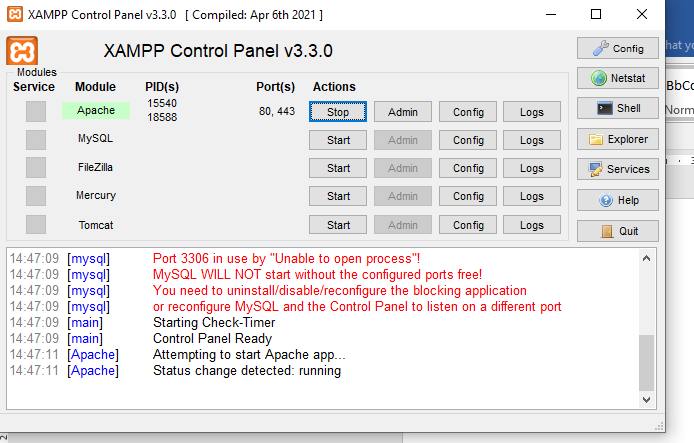 XAMPP Control Panel v3.3.0 [ Compiled: Apr 6th 2021 ]
XAMPP Control Panel v3.3.0
Config
Modules
Service Module PID(s) Port(s) Actions
Netstat
Apache 15540 80, 443 Stop Admin Config Logs
18588
Shell
MySQL Start Admin Config Logs
Explorer
FileZilla Start Admin Config Logs
Services
Mercury Start Admin Config Logs
Help
Tomcat Start Admin Config Logs
Quit
14:47:09 [mysql] Port 3306 in use by "Unable to open process"!
14:47:09 [mysql] MySQL WILL NOT start without the configured ports free!
14:47:09 [mysql] You need to uninstall/disable/reconfigure the blocking application
14:47:09 [mysql] or reconfigure MySQL and the Control Panel to listen on a different port
14:47:09 [main] Starting Check-Timer
14:47:09 [main] Control Panel Ready
14:47:11 [Apache] Attempting to start Apache app...
14:47:11 [Apache] Status change detected: running
hat yo
BbCc
Norm
3
2